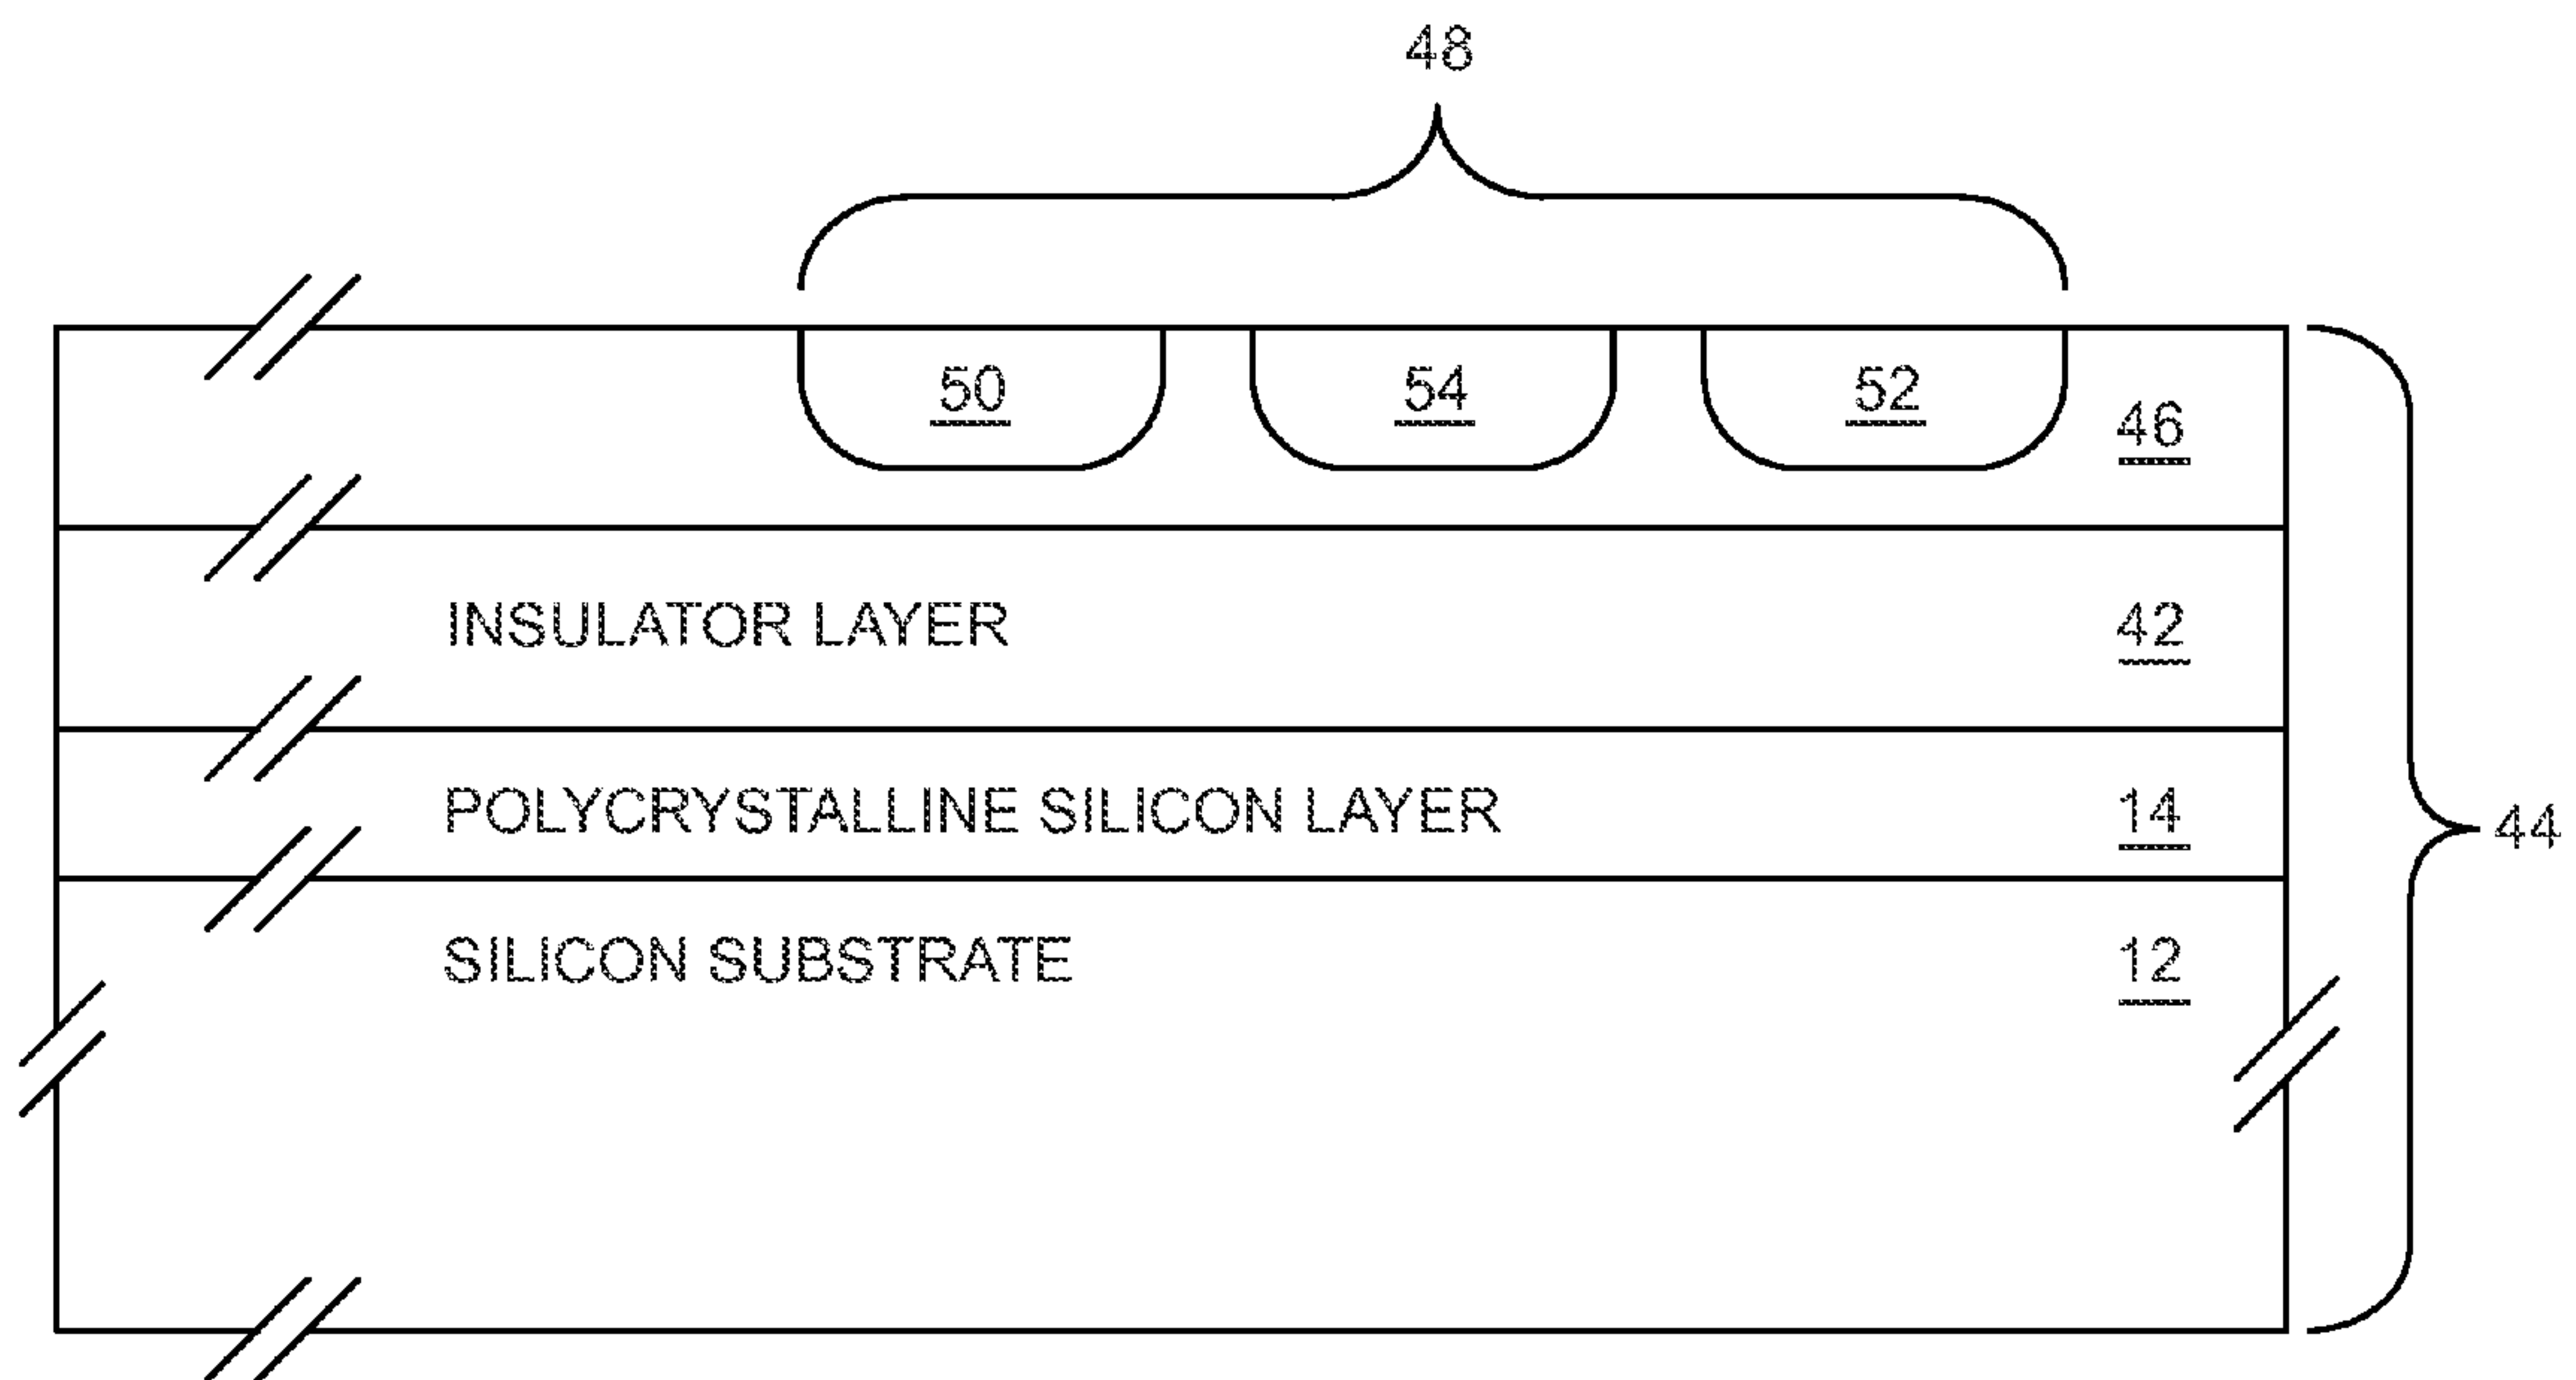 48
50 54 52 46
INSULATOR LAYER 42
POLYCRYSTALLINE SILICON LAYER 14
44
SILICON SUBSTRATE 12